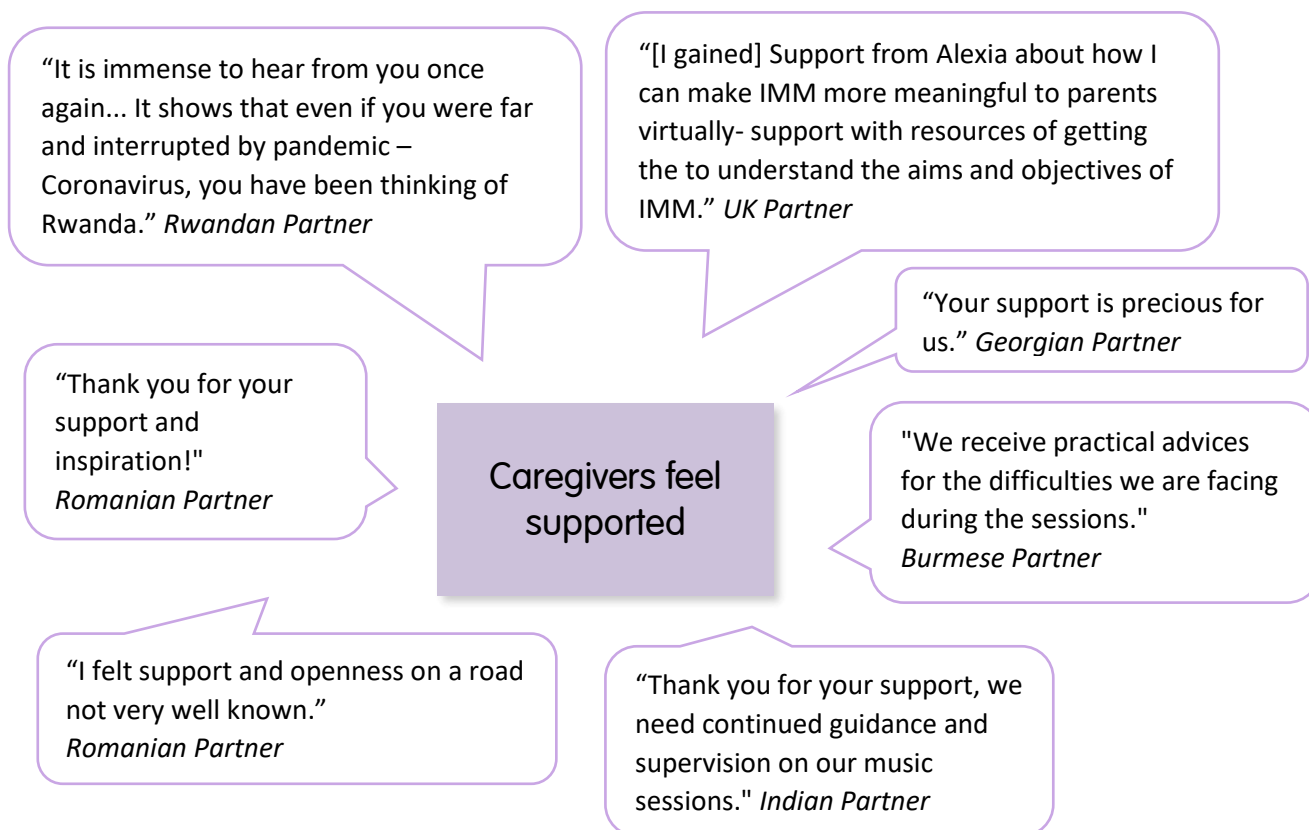 “It is immense to hear from you once
again... It shows that even if you were far
and interrupted by pandemic –
Coronavirus, you have been thinking of
Rwanda.” Rwandan Partner
“[I gained] Support from Alexia about how I
can make IMM more meaningful to parents
virtually- support with resources of getting
the to understand the aims and objectives of
IMM.” UK Partner
“Your support is precious for
us.” Georgian Partner
“Thank you for your
support and
inspiration!"
Romanian Partner
Caregivers feel
supported
"We receive practical advices
for the difficulties we are facing
during the sessions."
Burmese Partner
“I felt support and openness on a road
not very well known.”
Romanian Partner
“Thank you for your support, we
need continued guidance and
supervision on our music
sessions." Indian Partner